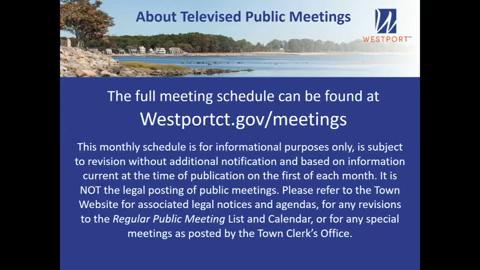 About Televised Public Meetings
WESTPORT
The full meeting schedule can be found at
Westportct.gov/meetings
This monthly schedule is for informational purposes only, is subject
to revision without additional notification and based on information
current at the time of publication on the first of each month. It is
NOT the legal posting of public meetings. Please refer to the Town
Website for associated legal notices and agendas, for any revisions
to the Regular Public Meeting List and Calendar, or for any special
meetings as posted by the Town Clerk's Office.